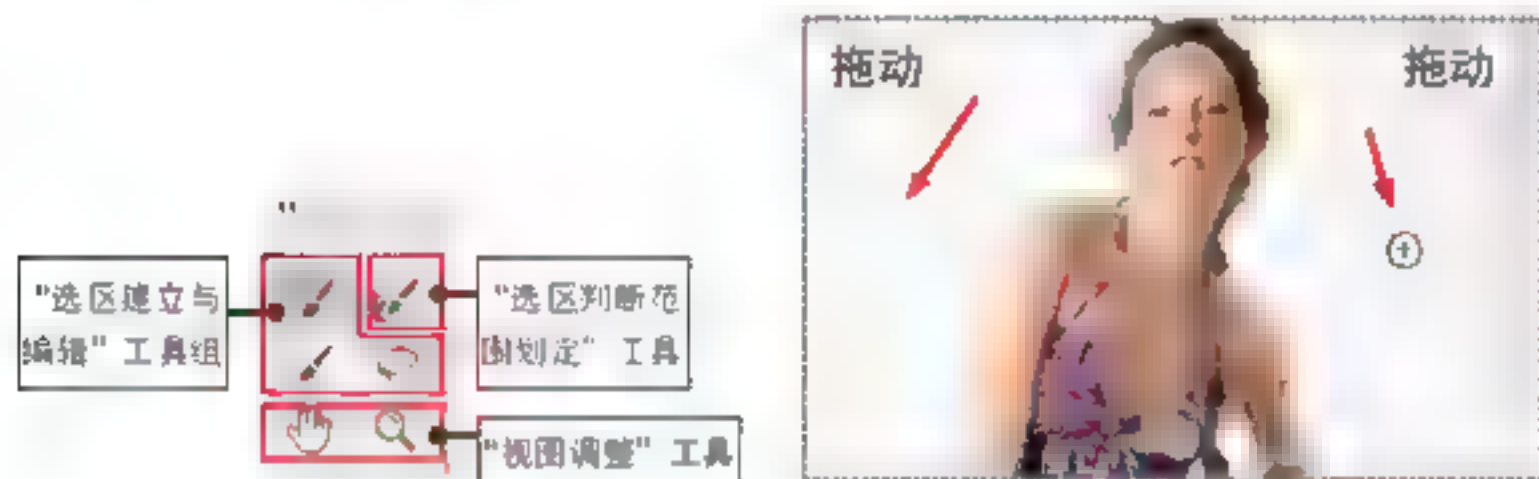 拖动
拖动
"选区建立与
编辑"工具组
"选区判断范
围划定"工具
"视图调整"工具